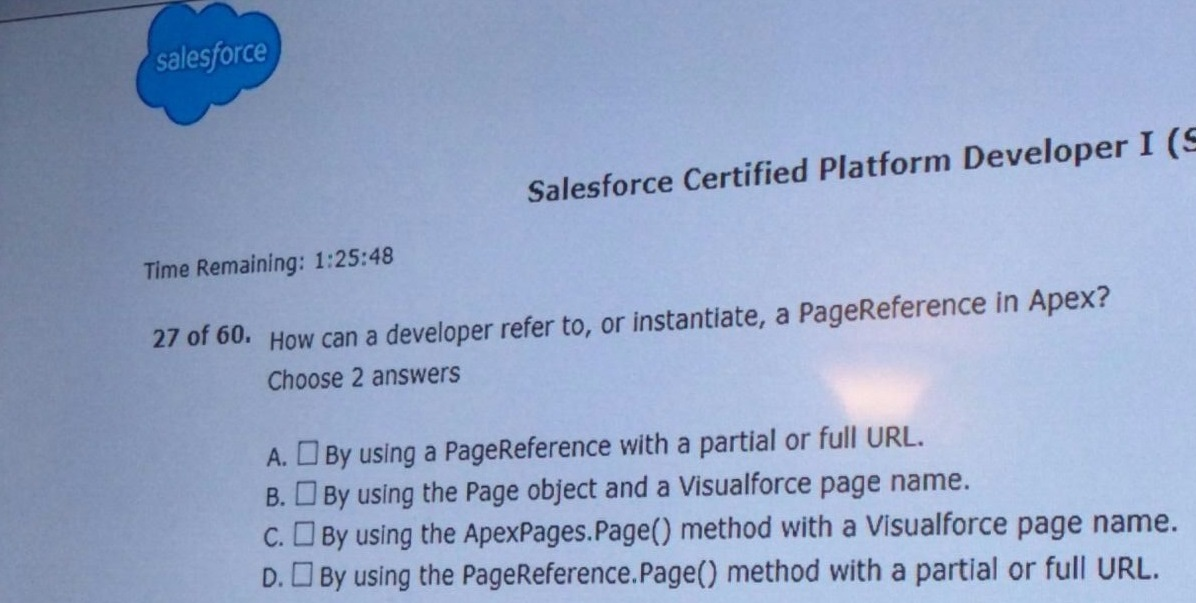 salesforce
Salesforce Certified Platform Developer I (S
Time Remaining: 1:25:48
27 of 60. How can a developer refer to, or instantiate, a PageReference in Apex?
Choose 2 answers
A. By using a PageReference with a partial or full URL.
B. By using the Page object and a Visualforce page name.
C. By using the ApexPages.Page() method with a Visualforce page name.
D. By using the PageReference.Page() method with a partial or full URL.